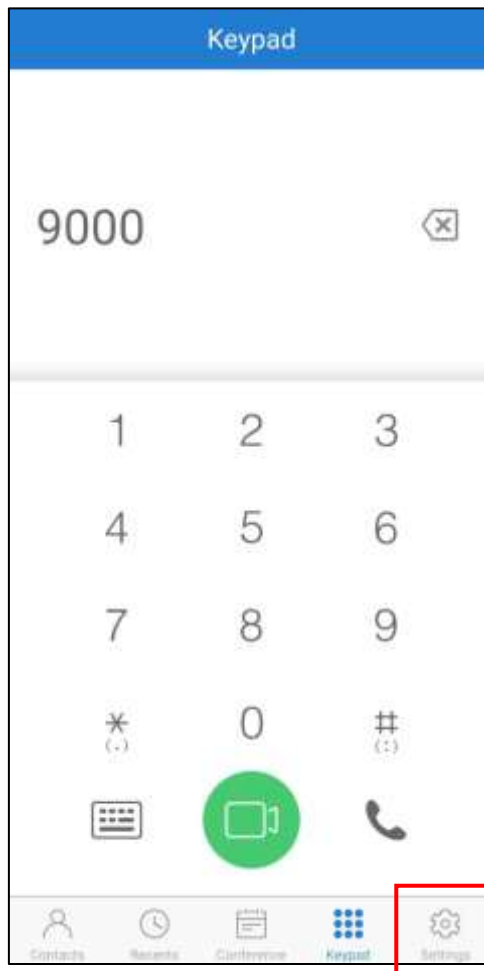 Keypad
9000
1 2 3
4 5 6
7 8 9
* 0 #
(.) (:)
Contacts Recents Conference Keypad Settings